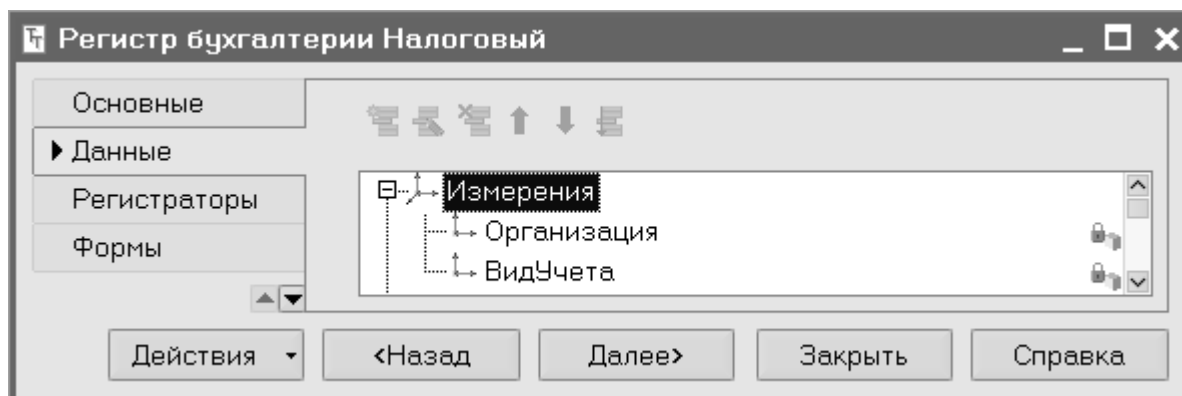 Регистр бухгалтерии Налоговый
Основные
Данные
Регистраторы
Формы
Измерения
Организация
ВидУчета
Действия
<Назад
Далее>
Закрыть
Справка